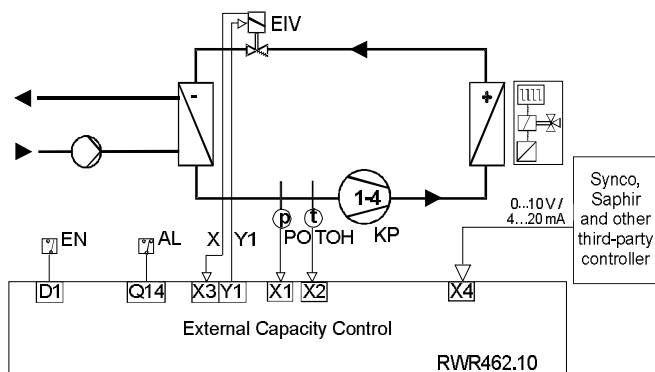 EIV
-
+
1-4
p
t
X
Y1
PO
TOH
KP
EN
AL
0...10 V /
4...20 mA
Synco,
Saphir
and other
third-party
controller
D1
Q14
X3
Y1
X1
X2
X4
External Capacity Control
RWR462.10